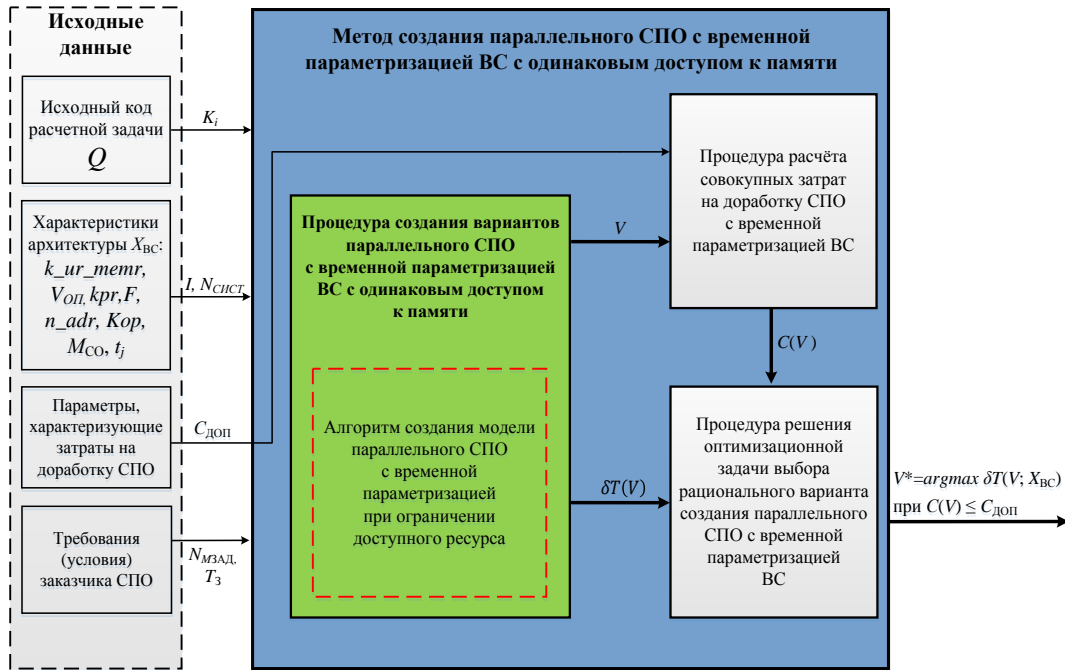 Исходные
данные
Исходный код
расчетной задачи
Q
Характеристики
архитектуры X_ВС:
k_ur_memr,
V_ОП, kpr,F,
n_adr, Kop,
M_СО, t_j
Параметры,
характеризующие
затраты на
доработку СПО
Требования
(условия)
заказчика СПО
K_i
I, N_СИСТ
C_ДОП
N_МЗАД,
T_З
Метод создания параллельного СПО с временной
параметризацией ВС с одинаковым доступом к памяти
Процедура создания вариантов
параллельного СПО
с временной параметризацией
ВС с одинаковым доступом
к памяти
Алгоритм создания модели
параллельного СПО
с временной
параметризацией
при ограничении
доступного ресурса
V
δT(V)
Процедура расчёта
совокупных затрат
на доработку СПО
с временной
параметризацией ВС
C(V)
Процедура решения
оптимизационной
задачи выбора
рационального варианта
создания параллельного
СПО с временной
параметризацией
ВС
V*=argmax δT(V; X_ВС)
при C(V) ≤ C_ДОП